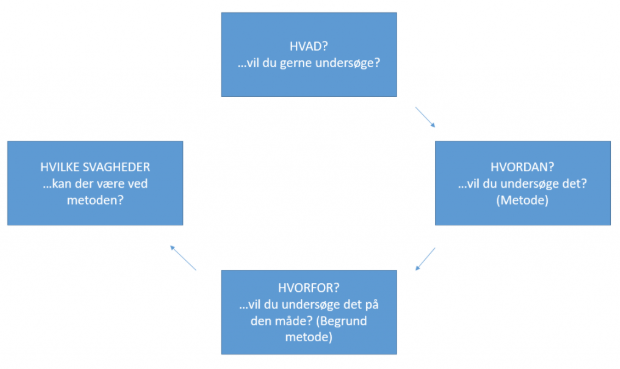 HVAD?
...vil du gerne undersøge?
HVORDAN?
...vil du undersøge det?
(Metode)
HVORFOR?
...vil du undersøge det på
den måde? (Begrund
metode)
HVILKE SVAGHEDER
...kan der være ved
metoden?